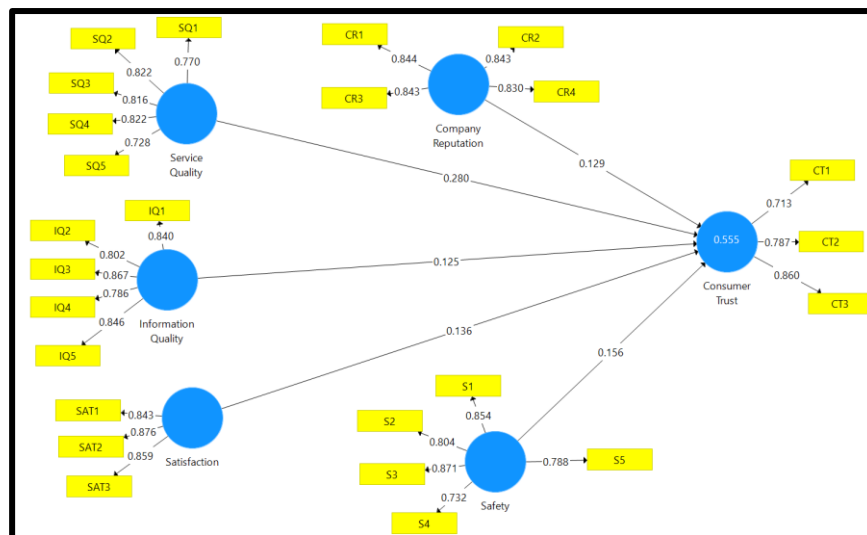 SQ1
SQ2
0.770
0.822
SQ3
0.816
SQ4
0.822
0.728
SQ5
Service
Quality
CR1
CR2
0.844
0.843
CR3
0.843
0.830
CR4
Company
Reputation
0.129
0.280
IQ1
IQ2
0.840
0.802
IQ3
0.867
IQ4
0.786
0.846
IQ5
Information
Quality
0.125
CT1
0.713
0.555
0.787
CT2
0.860
CT3
Consumer
Trust
0.136
0.156
SAT1
0.843
SAT2
0.876
0.859
SAT3
Satisfaction
S1
S2
0.854
0.804
S3
0.871
0.788
S5
0.732
S4
Safety